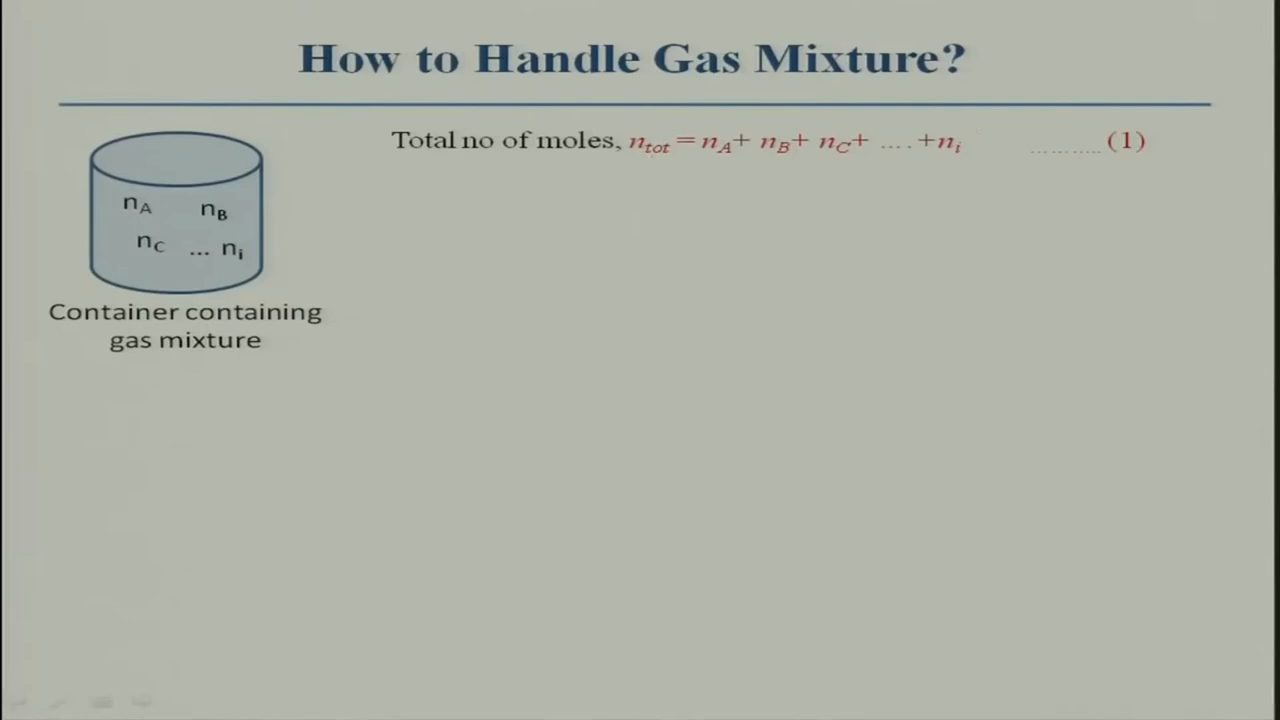 How to Handle Gas Mixture?
Total no of moles, n_tot = n_A + n_B + n_C + .... + n_i ........... (1)
n_A n_B
n_C ... n_i
Container containing
gas mixture